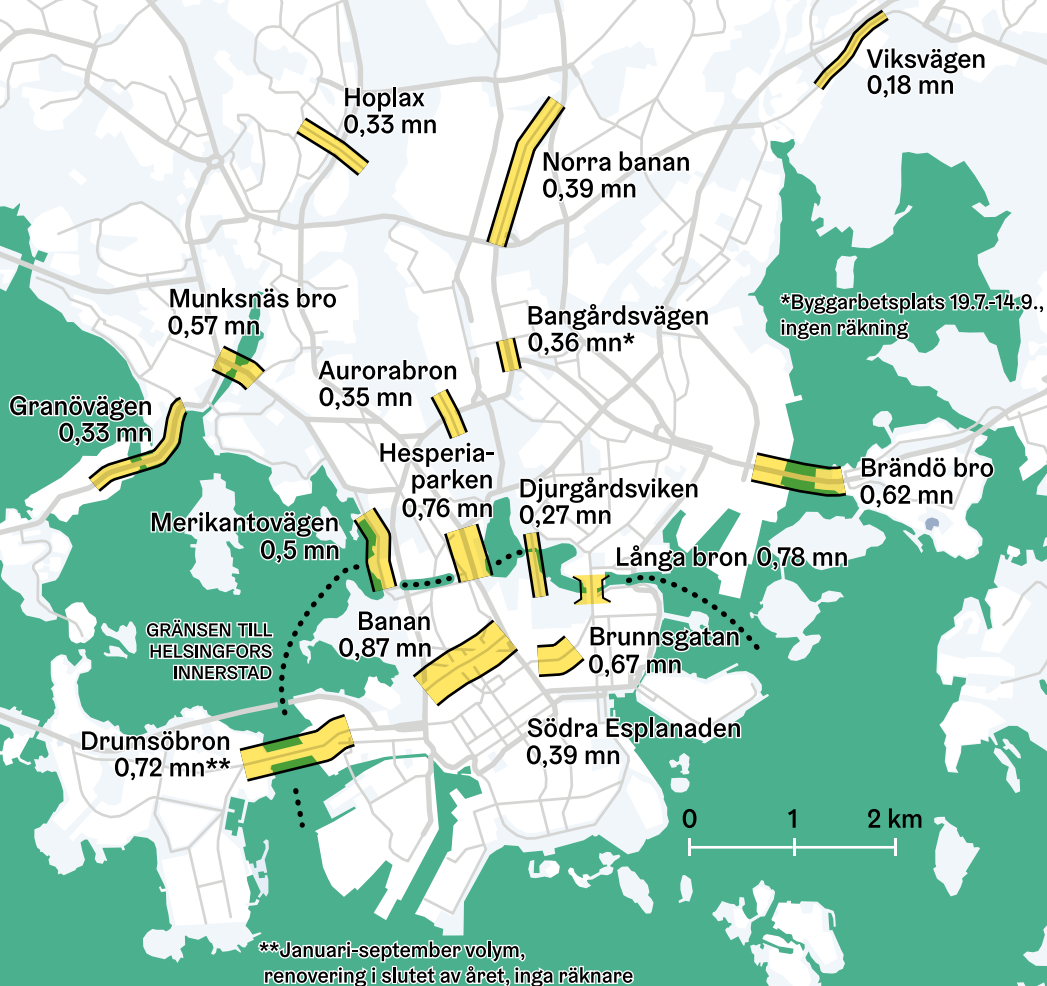 Viksvägen
0,18 mn
Hoplax
0,33 mn
Norra banan
0,39 mn
Munksnäs bro
0,57 mn
*Byggarbetsplats 19.7.-14.9.,
ingen räkning
Bangårdsvägen
0,36 mn*
Aurorabron
0,35 mn
Granövägen
0,33 mn
Hesperia-
parken
0,76 mn
Djurgårdsviken
0,27 mn
Brändö bro
0,62 mn
Merikantovägen
0,5 mn
Långa bron 0,78 mn
Banan
0,87 mn
GRÄNSEN TILL
HELSINGFORS
INNERSTAD
Brunnsgatan
0,67 mn
Södra Esplanaden
0,39 mn
Drumsöbron
0,72 mn**
0 1 2 km
**Januari-september volym,
renovering i slutet av året, inga räknare